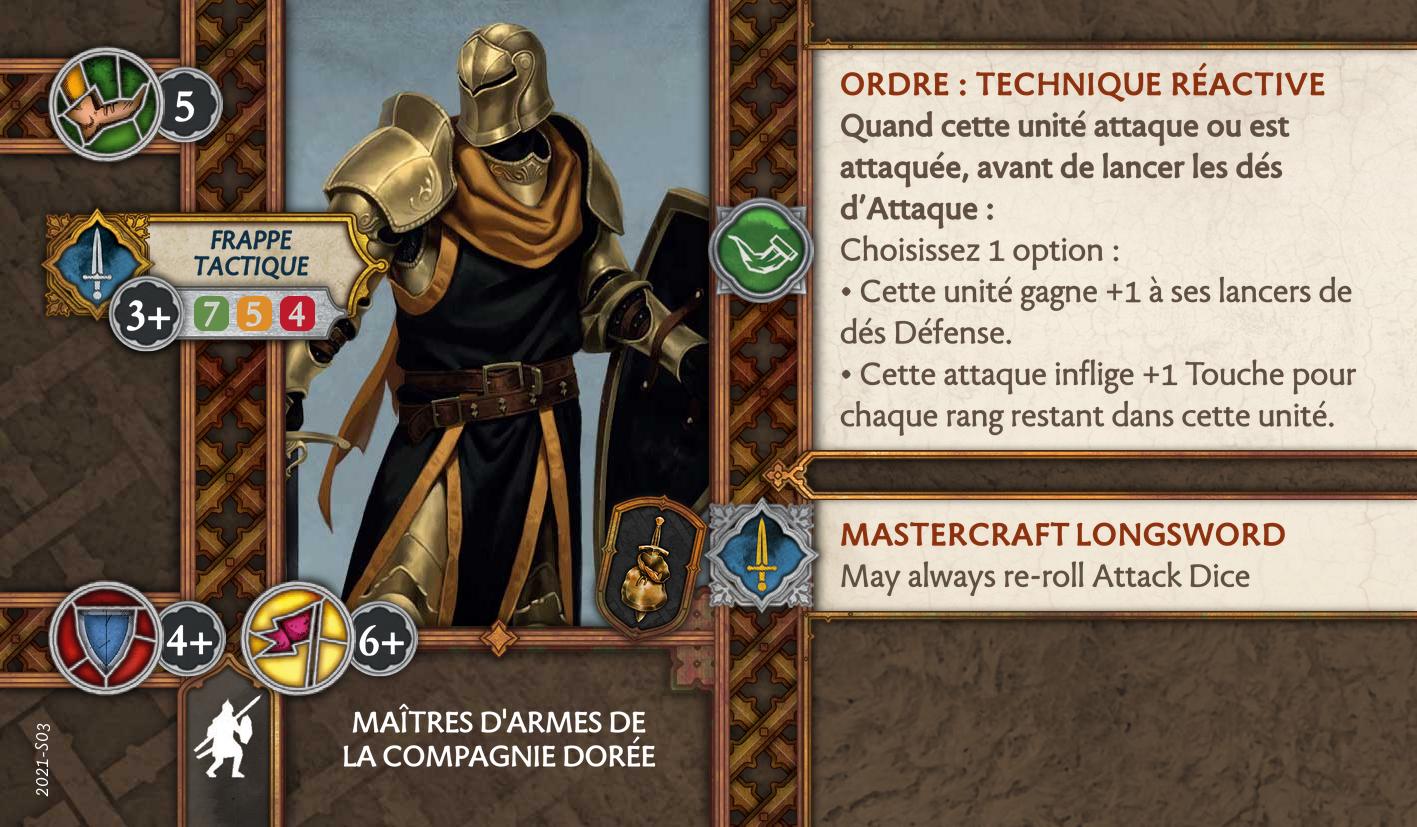 5
FRAPPE
TACTIQUE
3+ 7 5 4
4+ 6+
MAÎTRES D'ARMES DE
LA COMPAGNIE DORÉE
2021-S03
ORDRE : TECHNIQUE RÉACTIVE
Quand cette unité attaque ou est
attaquée, avant de lancer les dés
d’Attaque :
Choisissez 1 option :
• Cette unité gagne +1 à ses lancers de
dés Défense.
• Cette attaque inflige +1 Touche pour
chaque rang restant dans cette unité.
MASTERCRAFT LONGSWORD
May always re-roll Attack Dice